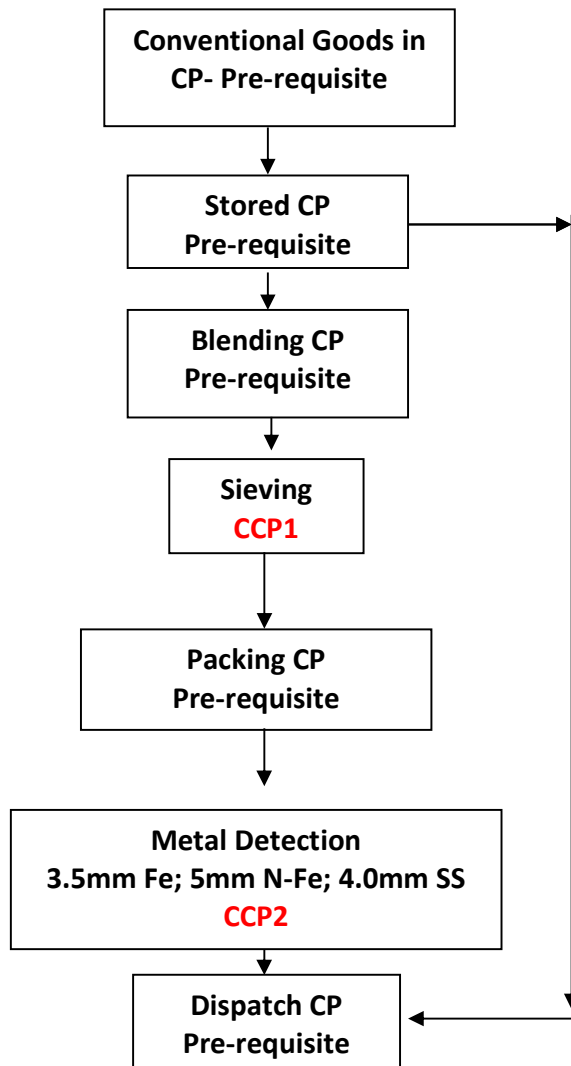 Conventional Goods in
CP- Pre-requisite
Stored CP
Pre-requisite
Blending CP
Pre-requisite
Sieving
CCP1
Packing CP
Pre-requisite
Metal Detection
3.5mm Fe; 5mm N-Fe; 4.0mm SS
CCP2
Dispatch CP
Pre-requisite